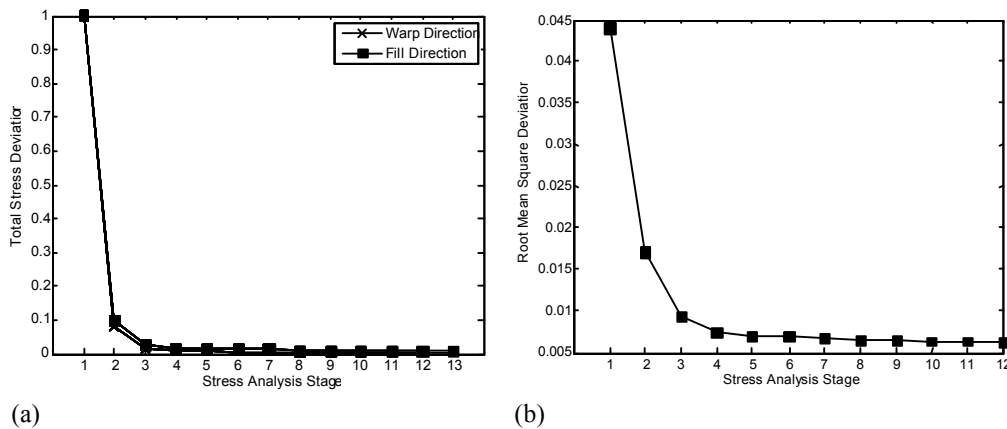 1
0.9
0.8
0.7
0.6
0.5
0.4
0.3
0.2
0.1
0
Total Stress Deviation
Warp Direction
Fill Direction
1 2 3 4 5 6 7 8 9 10 11 12 13
Stress Analysis Stage
(a)
0.045
0.04
0.035
0.03
0.025
0.02
0.015
0.01
0.005
Root Mean Square Deviation
1 2 3 4 5 6 7 8 9 10 11 12
Stress Analysis Stage
(b)